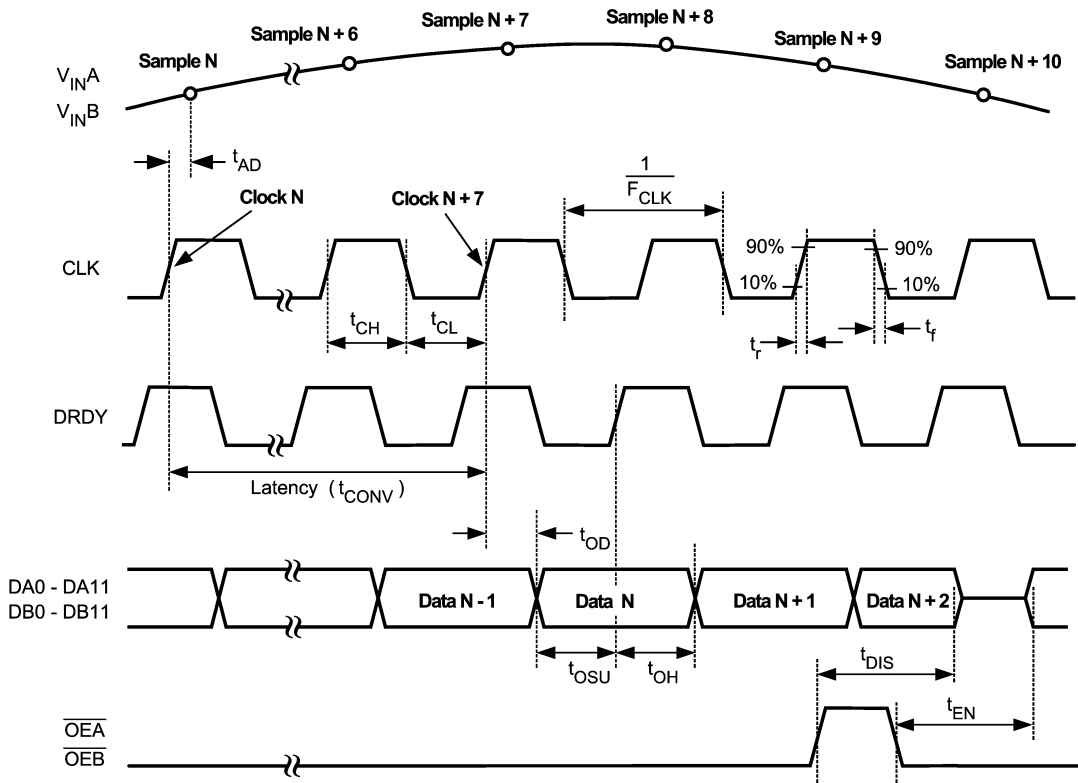 Sample N
Sample N + 6
Sample N + 7
Sample N + 8
Sample N + 9
Sample N + 10
VINA
VINB
tAD
Clock N
Clock N + 7
1
FCLK
CLK
90%
90%
10%
10%
tCH
tCL
tr
tf
DRDY
Latency ( tCONV )
tOD
DA0 - DA11
DB0 - DB11
Data N - 1
Data N
Data N + 1
Data N + 2
tOSU
tOH
tDIS
tEN
OEA
OEB